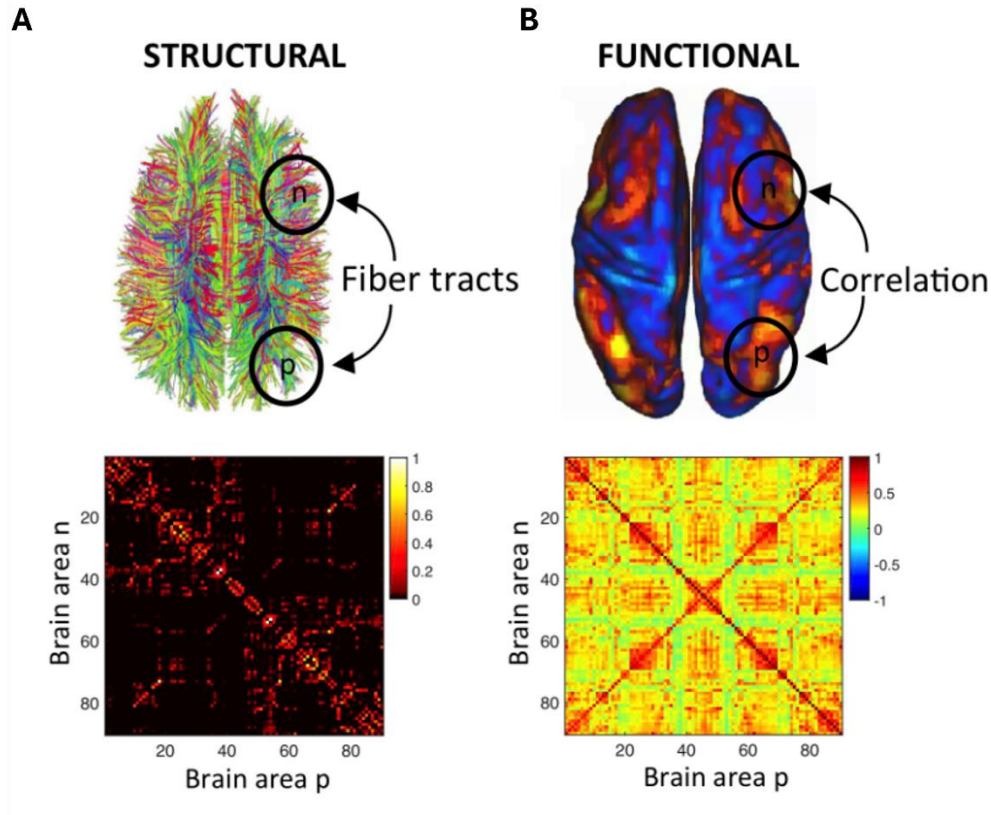 A
B
STRUCTURAL
FUNCTIONAL
n
n
Fiber tracts
Correlation
p
p
1
0.8
0.6
0.4
0.2
0
20
40
60
80
Brain area n
20
40
60
80
Brain area p
1
0.5
0
-0.5
-1
20
40
60
80
Brain area n
20
40
60
80
Brain area p